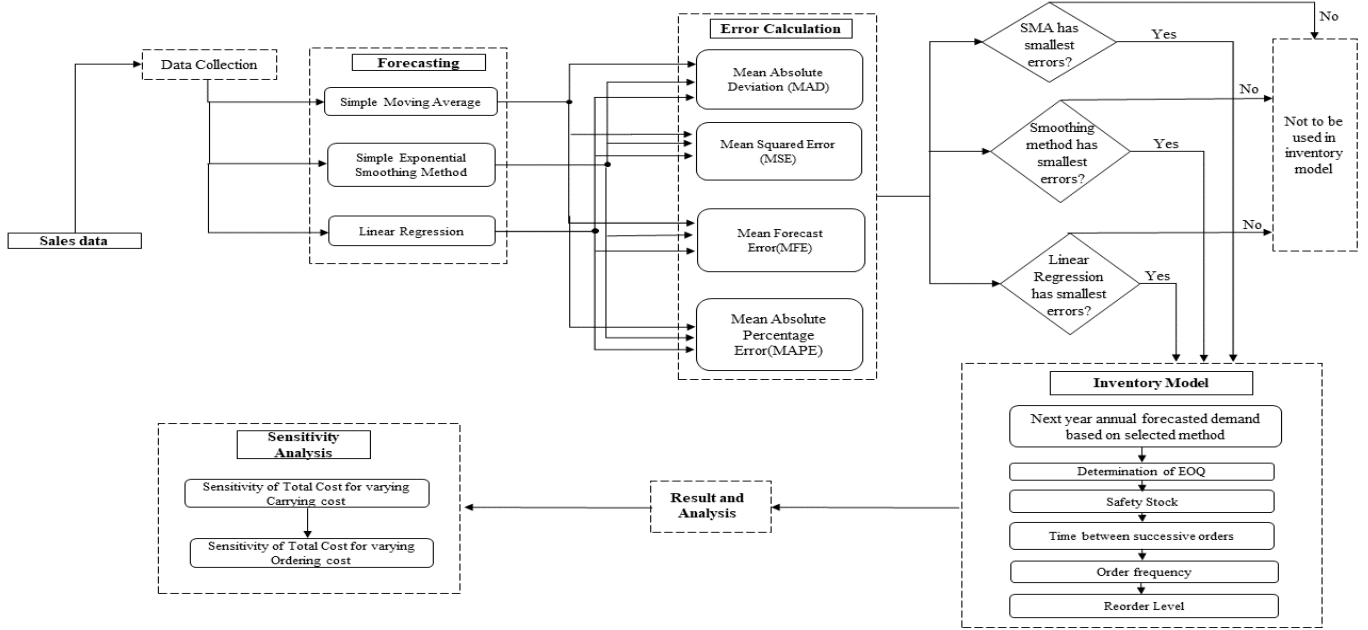 Sales data
Data Collection
Forecasting
Simple Moving Average
Simple Exponential
Smoothing Method
Linear Regression
Error Calculation
Mean Absolute
Deviation (MAD)
Mean Squared Error
(MSE)
Mean Forecast
Error(MFE)
Mean Absolute
Percentage
Error(MAPE)
SMA has
smallest
errors?
Yes
No
Smoothing
method has
smallest
errors?
Yes
No
Linear
Regression
has smallest
errors?
Yes
No
Not to be
used in
inventory
model
Inventory Model
Next year annual forecasted demand
based on selected method
Determination of EOQ
Safety Stock
Time between successive orders
Order frequency
Reorder Level
Result and
Analysis
Sensitivity
Analysis
Sensitivity of Total Cost for varying
Carrying cost
Sensitivity of Total Cost for varying
Ordering cost